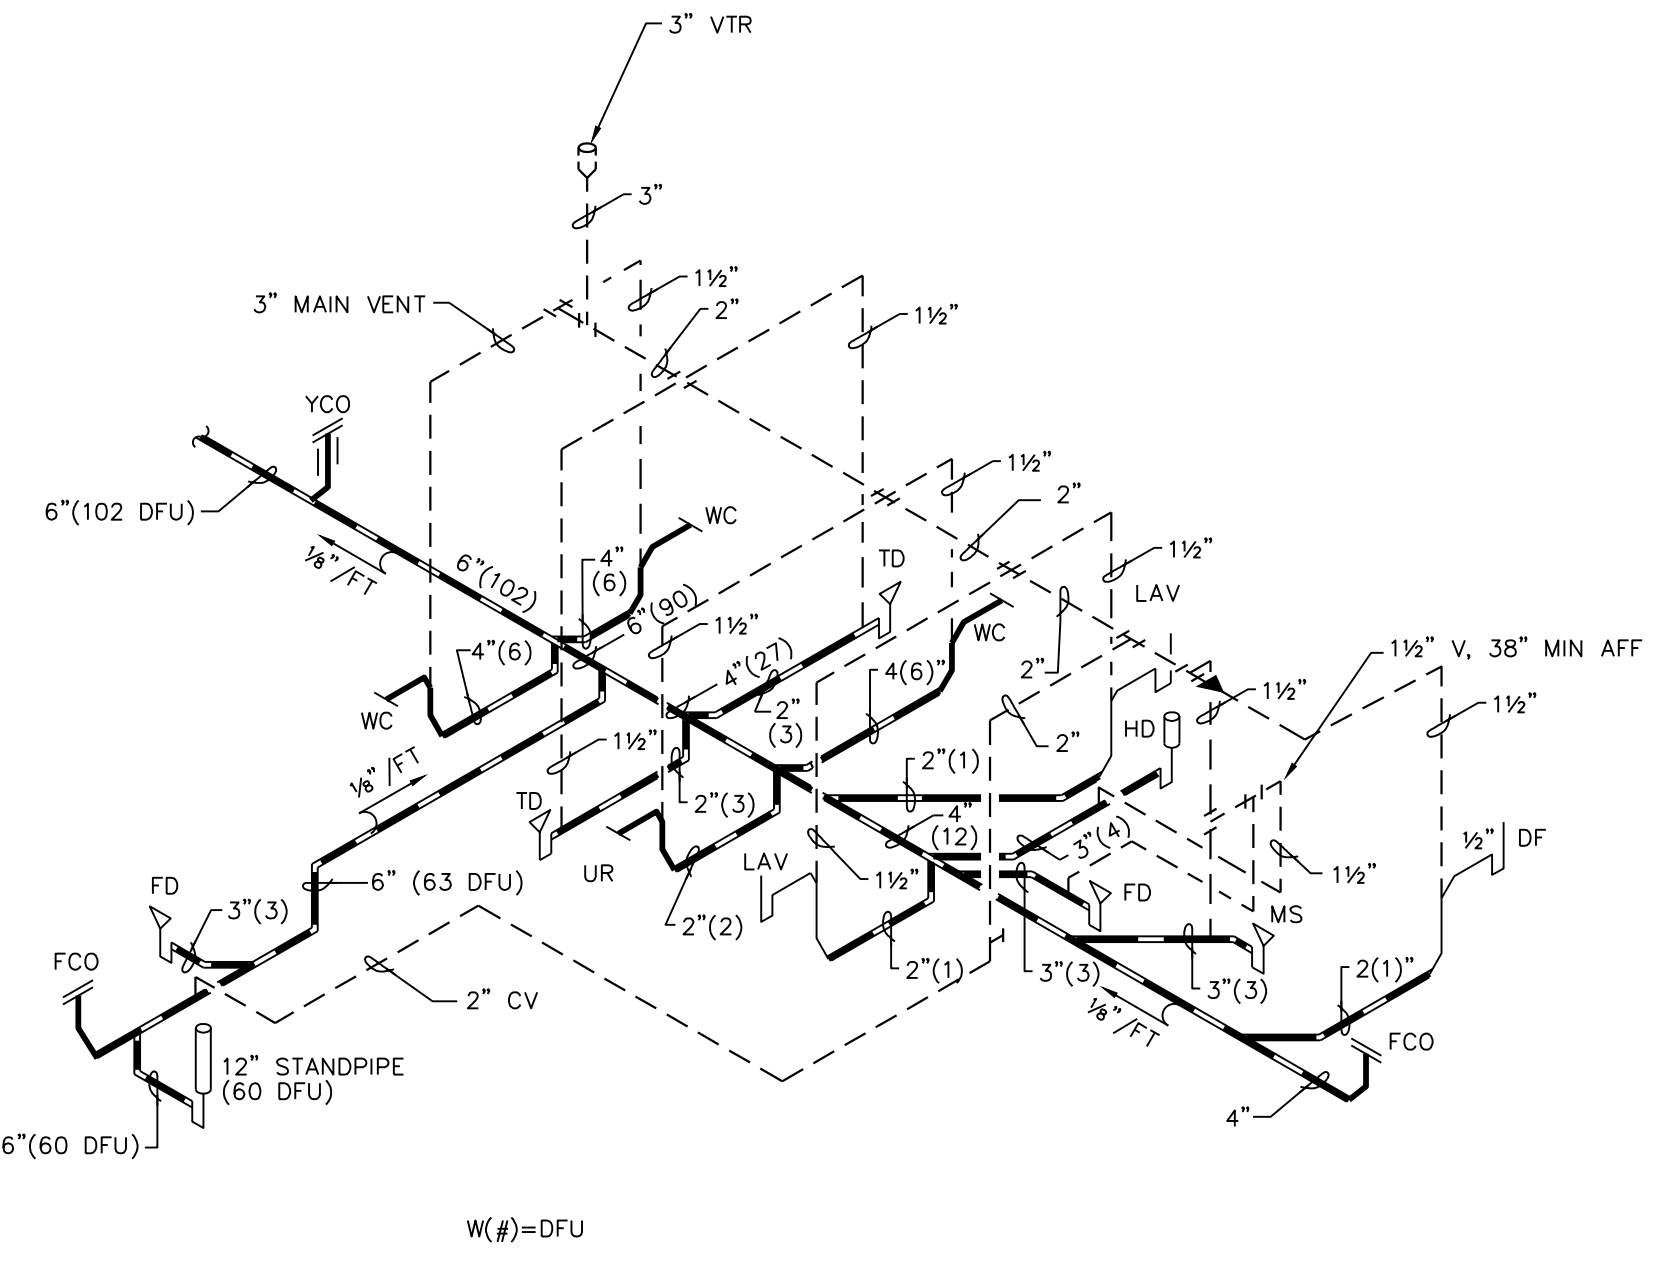 3” VTR
3”
1½”
3” MAIN VENT
2”
1½”
YCO
1½”
2”
6”(102 DFU)
WC
1½”
⅛”/FT
6”(102)
4”
(6)
TD
LAV
6”(90)
1½”
WC
1½” V, 38” MIN AFF
4”(6)
4”(27)
4(6)”
2”
1½”
1½”
WC
2”
(3)
HD
2”
1½”
⅛”/FT
2”(1)
TD
2”(3)
4”
(12)
3”(4)
½”
DF
UR
LAV
1½”
1½”
6” (63 DFU)
FD
FD
3”(3)
2”(2)
MS
FCO
2”(1)
3”(3)
3”(3)
2(1)”
2” CV
⅛”/FT
FCO
12” STANDPIPE
(60 DFU)
4”
6”(60 DFU)
W(#)=DFU